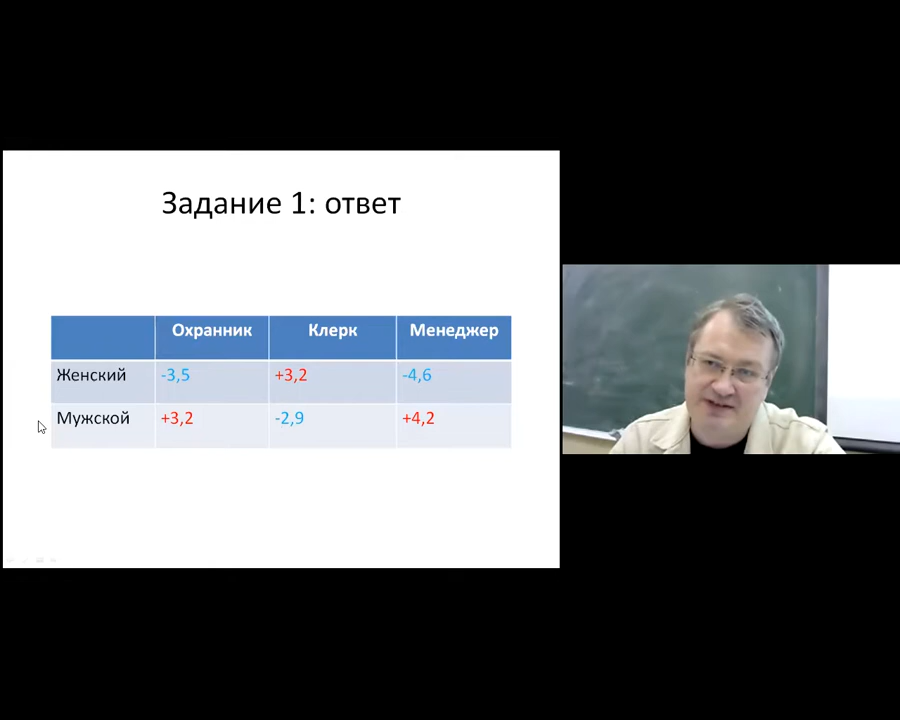 Задание 1: ответ
Охранник Клерк Менеджер
Женский -3,5 +3,2 -4,6
Мужской +3,2 -2,9 +4,2